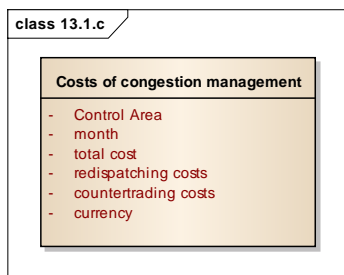 class 13.1.c
Costs of congestion management
- Control Area
- month
- total cost
- redispatching costs
- countertrading costs
- currency